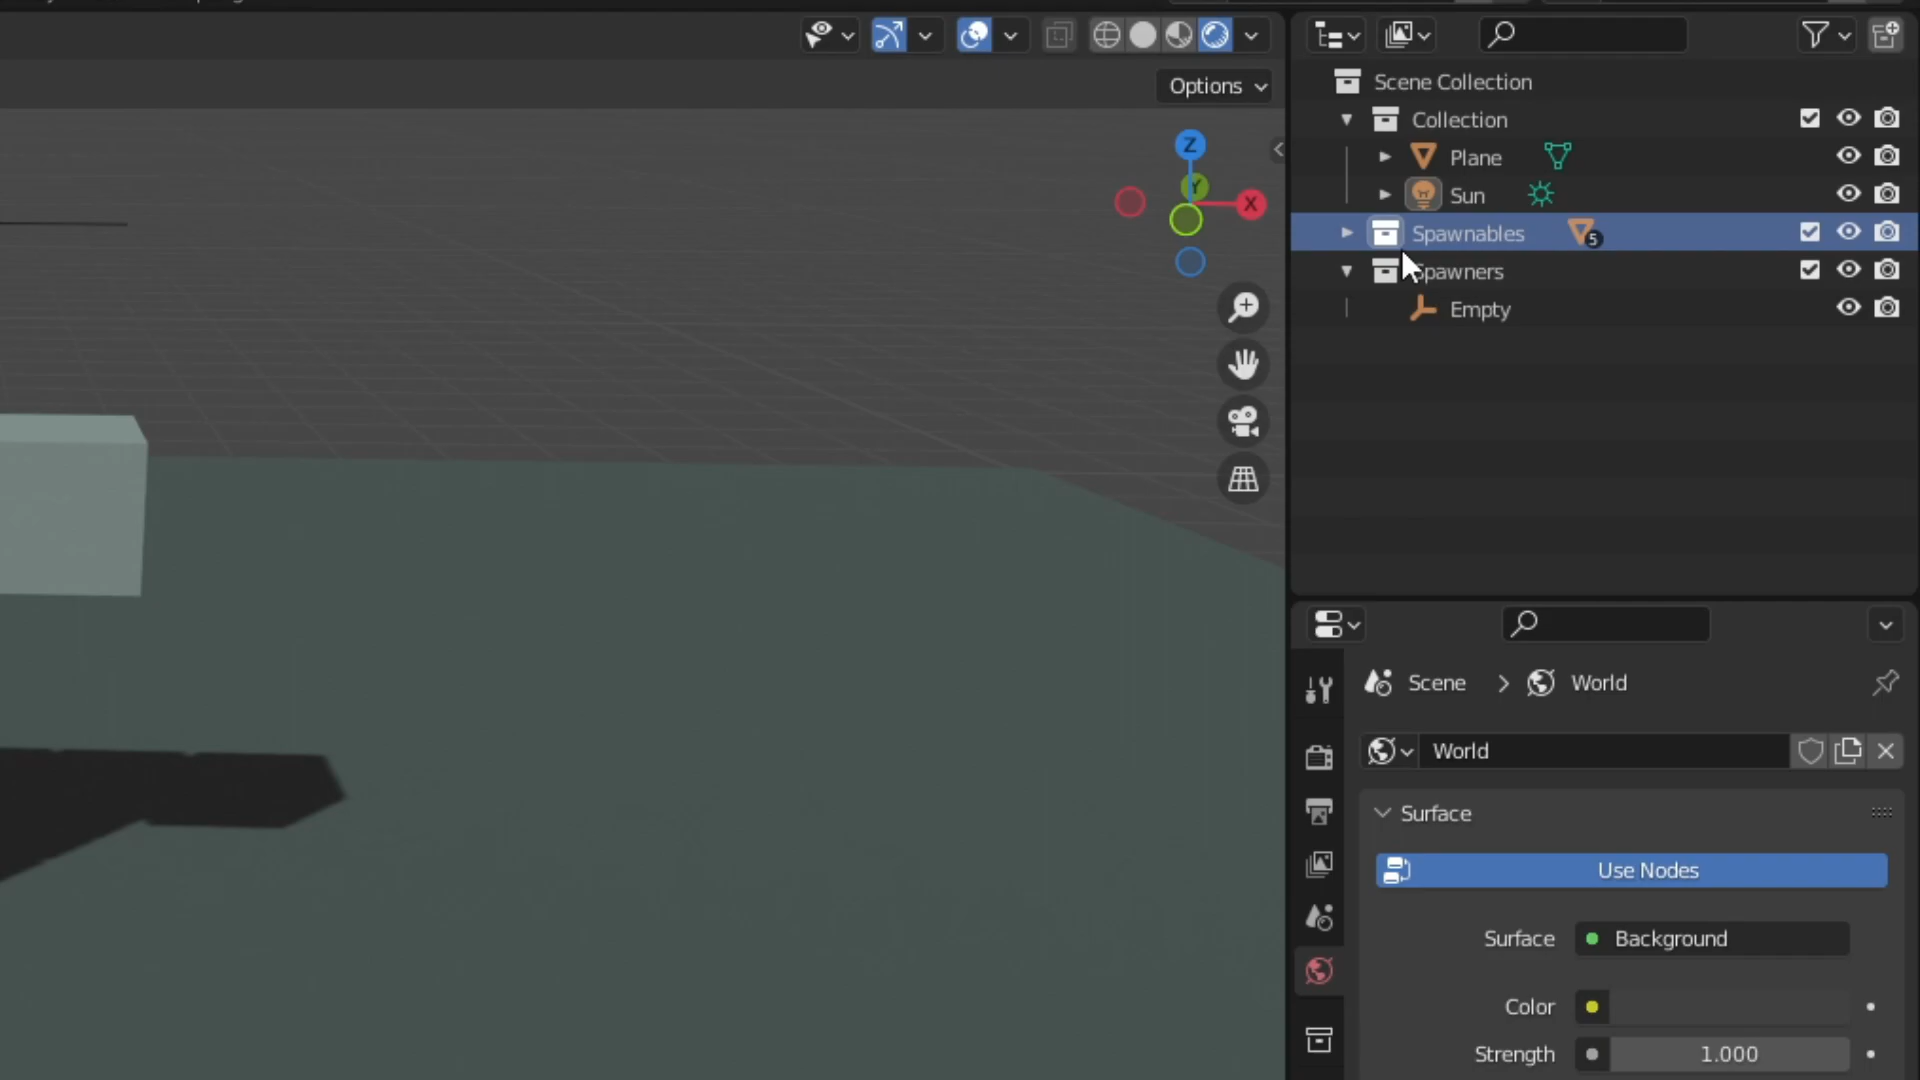 Options
Z
Y
X
Scene Collection
Collection
Plane
Sun
Spawnables 5
Spawners
Empty
Scene > World
World
Surface
Use Nodes
Surface Background
Color
Strength 1.000